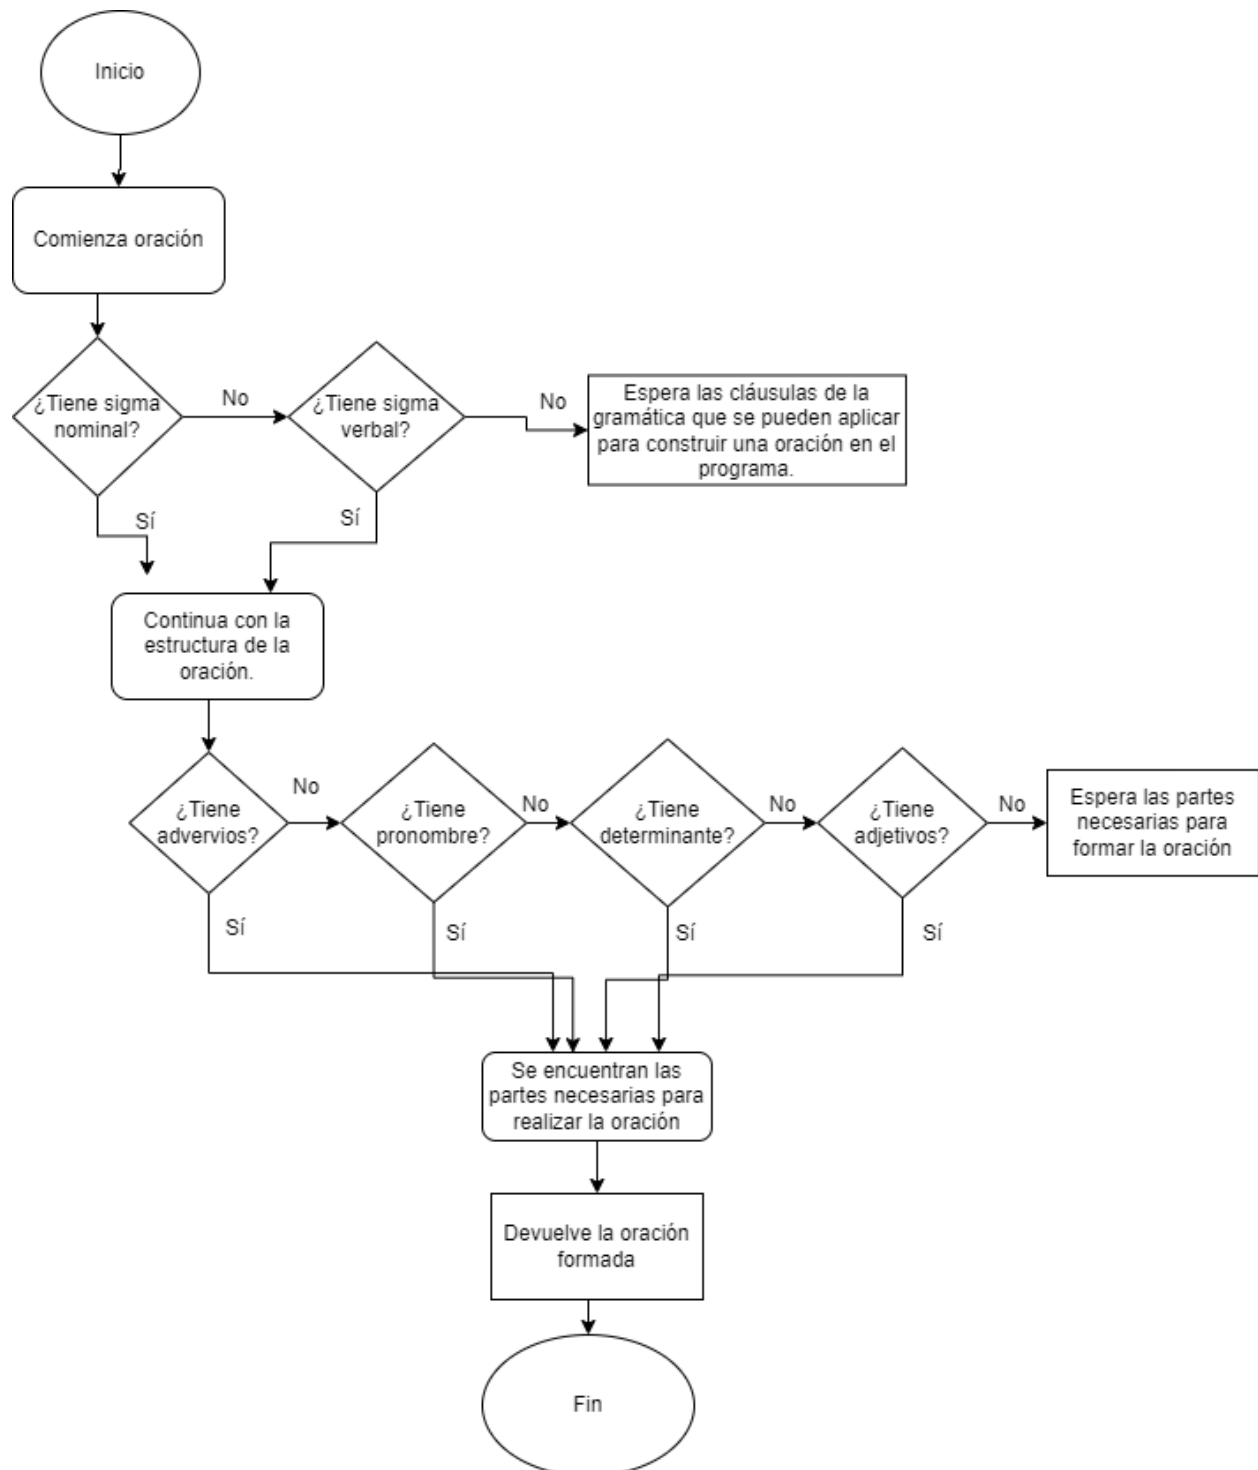 Inicio
Comienza oración
¿Tiene sigma
nominal?
No
¿Tiene sigma
verbal?
No
Espera las cláusulas de la
gramática que se pueden aplicar
para construir una oración en el
programa.
Sí
Sí
Continua con la
estructura de la
oración.
¿Tiene
advervios?
No
¿Tiene
pronombre?
No
¿Tiene
determinante?
No
¿Tiene
adjetivos?
No
Espera las partes
necesarias para
formar la oración
Sí
Sí
Sí
Sí
Se encuentran las
partes necesarias para
realizar la oración
Devuelve la oración
formada
Fin